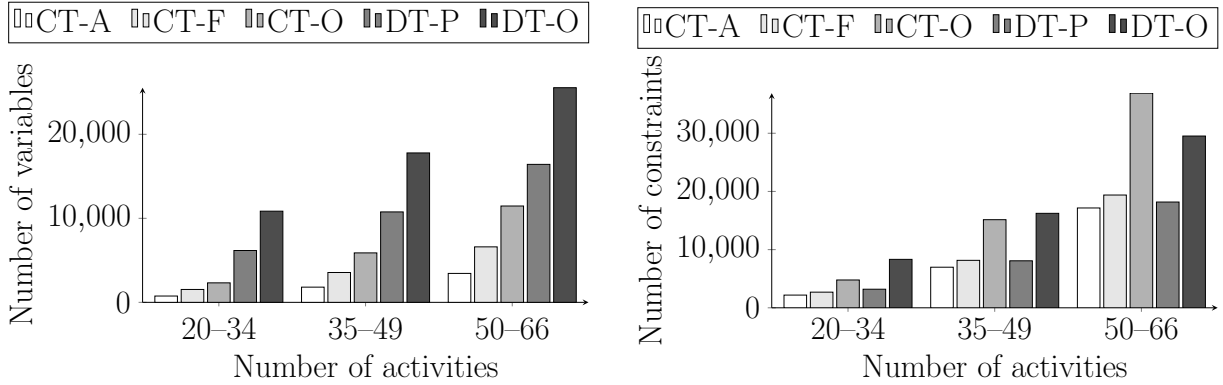 CT-A CT-F CT-O DT-P DT-O
Number of variables
20,000
10,000
0
20–34 35–49 50–66
Number of activities
CT-A CT-F CT-O DT-P DT-O
Number of constraints
30,000
20,000
10,000
0
20–34 35–49 50–66
Number of activities